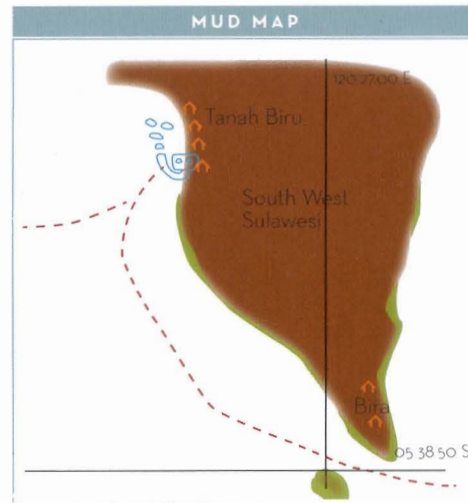 MUD MAP
120.27.00 E
Tanah Biru
South West
Sulawesi
Bira
05 38 50 S